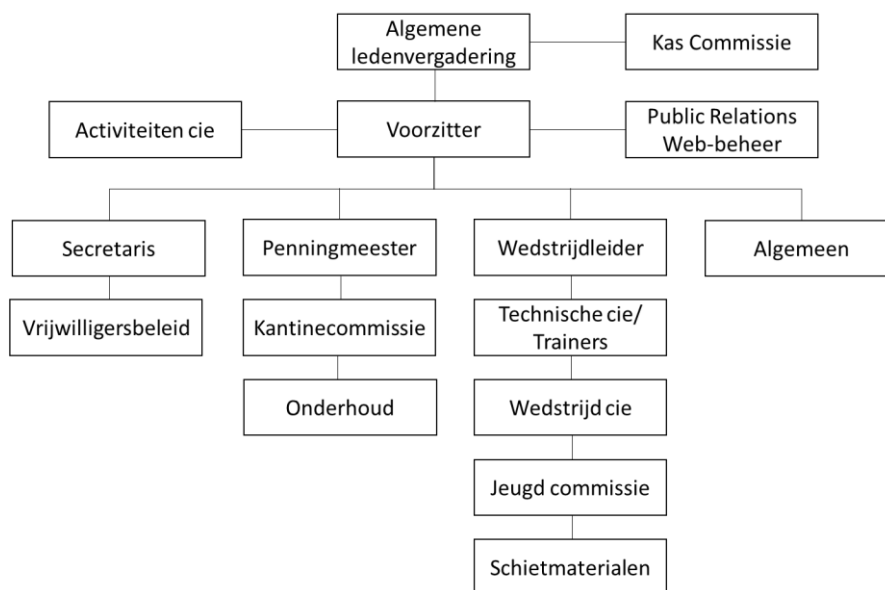 Algemene
ledenvergadering
Kas Commissie
Activiteiten cie
Voorzitter
Public Relations
Web-beheer
Secretaris
Penningmeester
Wedstrijdleider
Algemeen
Vrijwilligersbeleid
Kantinecommissie
Technische cie/
Trainers
Onderhoud
Wedstrijd cie
Jeugd commissie
Schietmaterialen